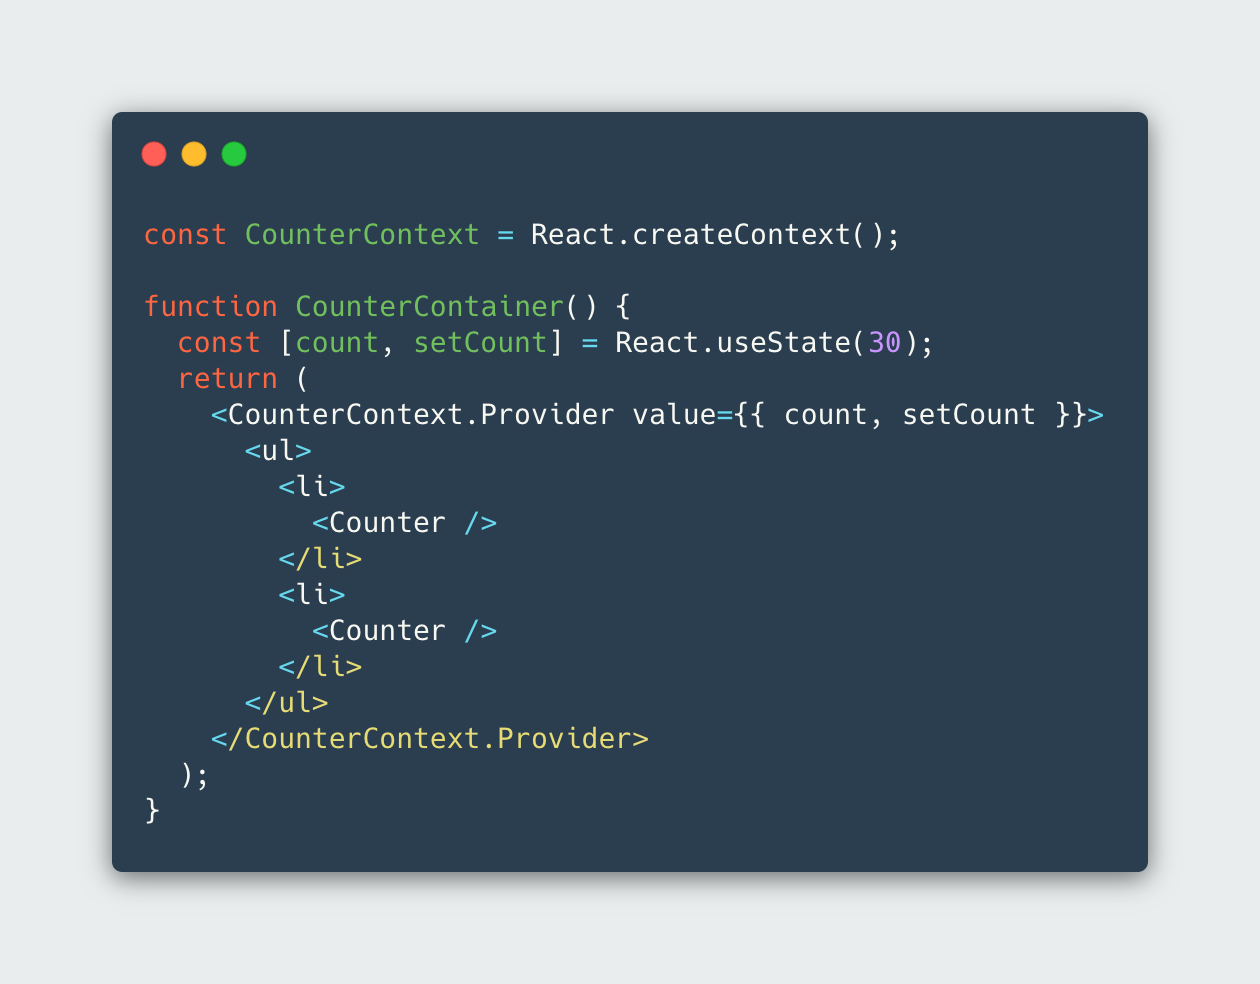 const CounterContext = React.createContext();

function CounterContainer() {
  const [count, setCount] = React.useState(30);
  return (
    <CounterContext.Provider value={{ count, setCount }}>
      <ul>
        <li>
          <Counter />
        </li>
        <li>
          <Counter />
        </li>
      </ul>
    </CounterContext.Provider>
  );
}